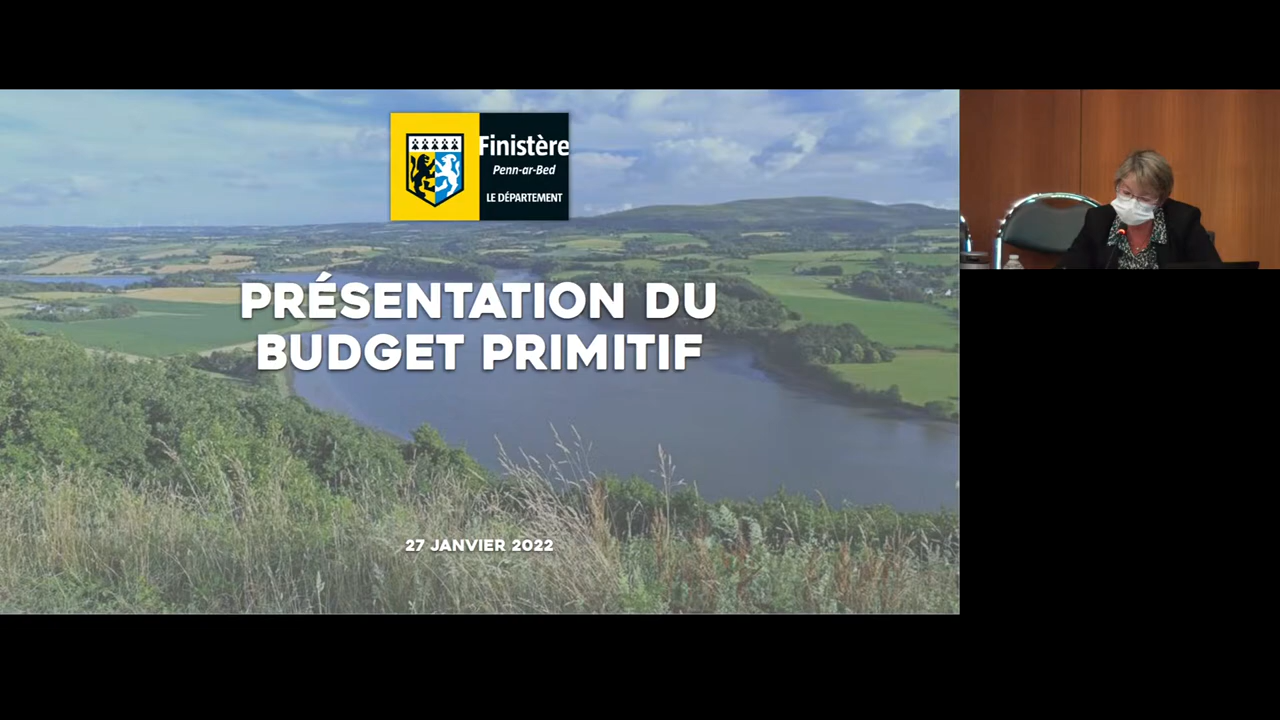 Finistère
Penn-ar-Bed
LE DÉPARTEMENT
PRÉSENTATION DU
BUDGET PRIMITIF
27 JANVIER 2022